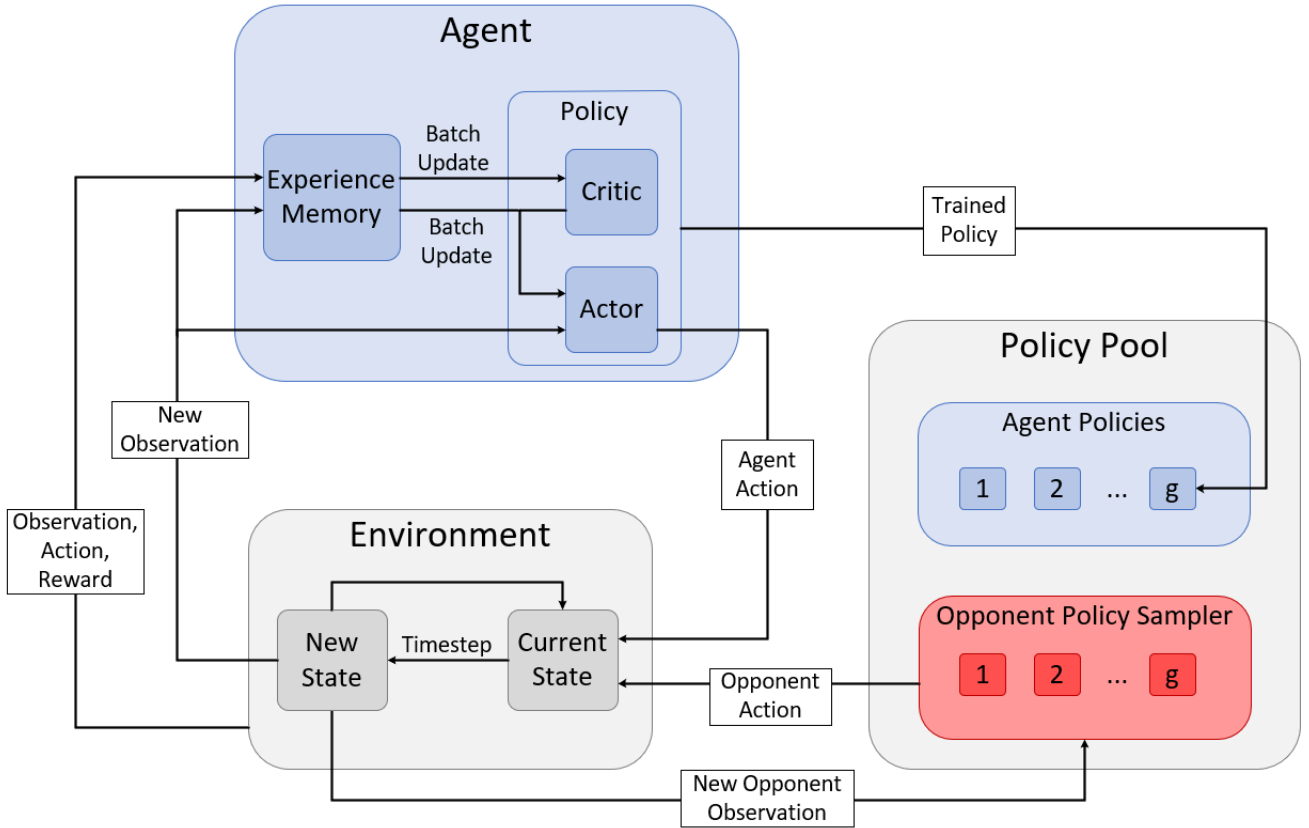 Agent
Policy
Batch
Update
Experience
Memory
Critic
Batch
Update
Actor
Trained
Policy
Policy Pool
Agent Policies
1 2 ... g
New
Observation
Agent
Action
Observation,
Action,
Reward
Environment
New
State
Timestep
Current
State
Opponent Policy Sampler
1 2 ... g
Opponent
Action
New Opponent
Observation